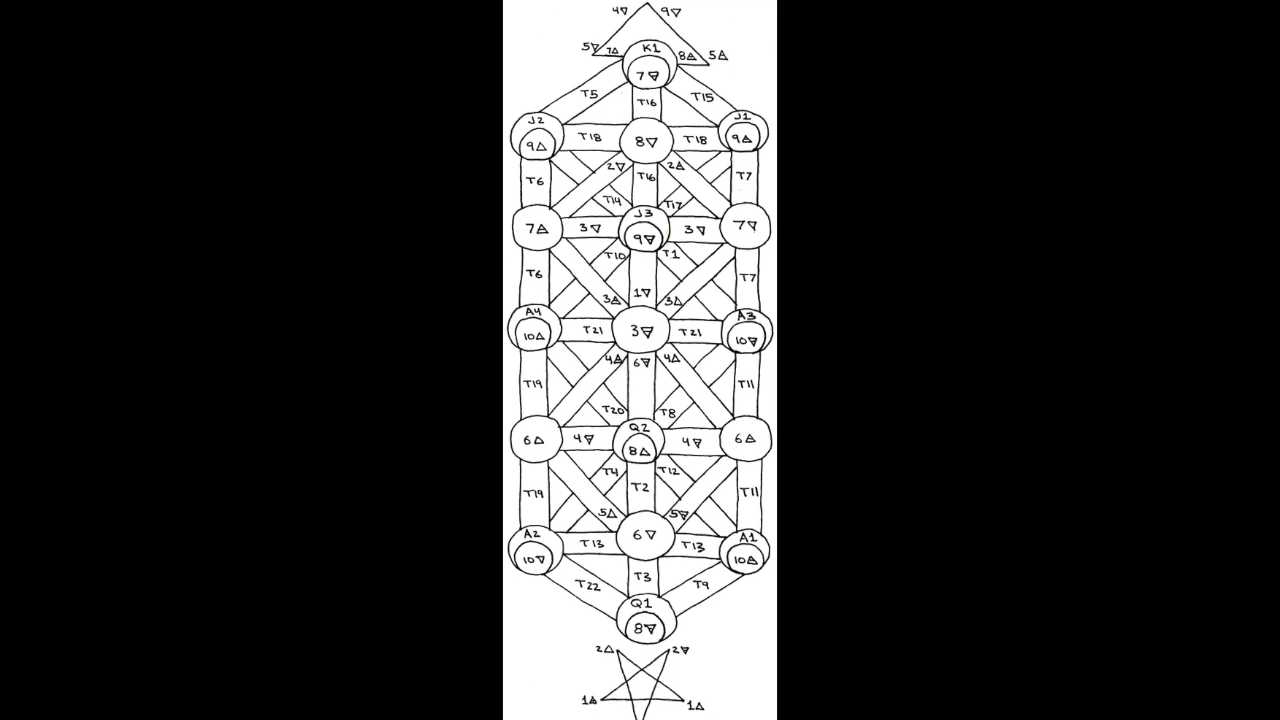 4▽ 9▽
5▽ 7△ K1 8🜁 5△
7🜃
T5 T16 T15
J2 J1
9△ T18 8▽ T18 9🜁
T6 2▽ T16 2🜁 T7
T14 T17
J3
7🜁 3▽ 9🜃 3▽ 7▽
T10 T1
T6 T7
3🜁 1▽ 3△
A4 A3
10△ T21 3🜃 T21 10🜃
4🜁 6🜃 4△
T19 T11
T20 T8
Q2
6△ 4▽ 8△ 4🜃 6🜁
T4 T12
T19 T2 T11
5△ 5🜃
A2 A1
10▽ T13 6▽ T13 10🜁
T22 T3 T9
Q1
8🜃
2△ 2🜃
1🜁 1△